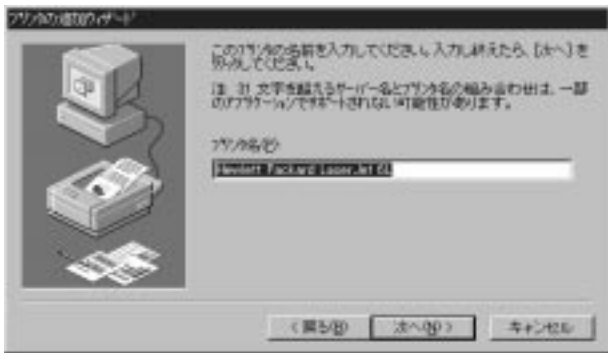 プリンタの追加ウィザード
このプリンタの名前を入力してください。入力し終えたら、[次へ] を
クリックしてください。
注: 31 文字を超えるサーバー名とプリンタ名の組み合わせは、一部
のアプリケーションでサポートされない可能性があります。
プリンタ名(P):
Hewlett Packard LaserJet 6L
< 戻る(B)
次へ(N) >
キャンセル